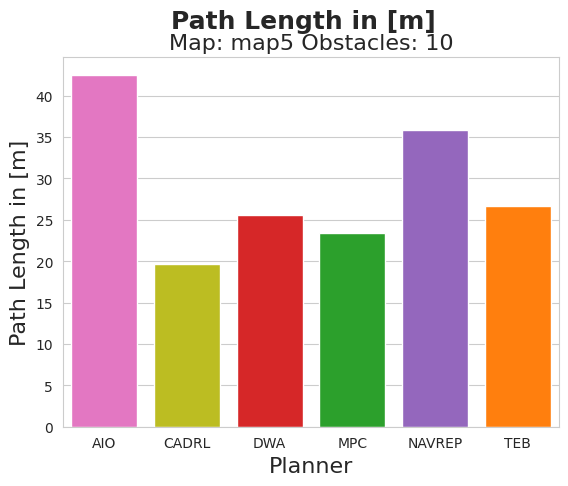 Path Length in [m]
Map: map5 Obstacles: 10
Path Length in [m]
40
35
30
25
20
15
10
5
0
AIO CADRL DWA MPC NAVREP TEB
Planner